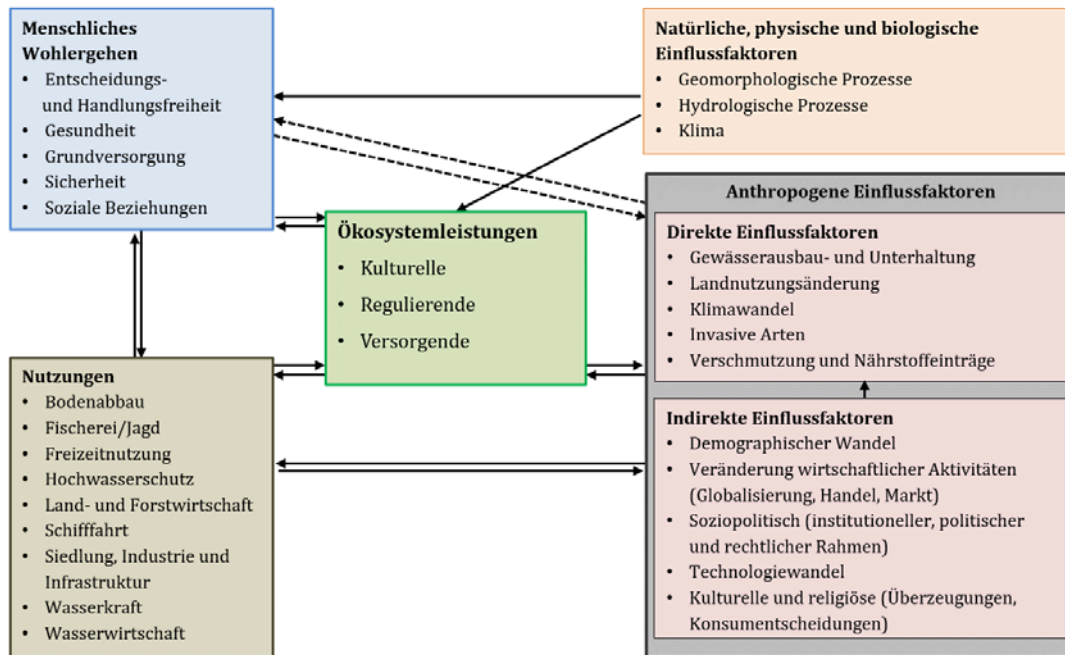 Menschliches
Wohlergehen
• Entscheidungs-
und Handlungsfreiheit
• Gesundheit
• Grundversorgung
• Sicherheit
• Soziale Beziehungen
Natürliche, physische und biologische
Einflussfaktoren
• Geomorphologische Prozesse
• Hydrologische Prozesse
• Klima
Ökosystemleistungen
• Kulturelle
• Regulierende
• Versorgende
Anthropogene Einflussfaktoren
Direkte Einflussfaktoren
• Gewässerausbau- und Unterhaltung
• Landnutzungsänderung
• Klimawandel
• Invasive Arten
• Verschmutzung und Nährstoffeinträge
Nutzungen
• Bodenabbau
• Fischerei/Jagd
• Freizeitnutzung
• Hochwasserschutz
• Land- und Forstwirtschaft
• Schifffahrt
• Siedlung, Industrie und
Infrastruktur
• Wasserkraft
• Wasserwirtschaft
Indirekte Einflussfaktoren
• Demographischer Wandel
• Veränderung wirtschaftlicher Aktivitäten
(Globalisierung, Handel, Markt)
• Soziopolitisch (institutioneller, politischer
und rechtlicher Rahmen)
• Technologiewandel
• Kulturelle und religiöse (Überzeugungen,
Konsumentscheidungen)